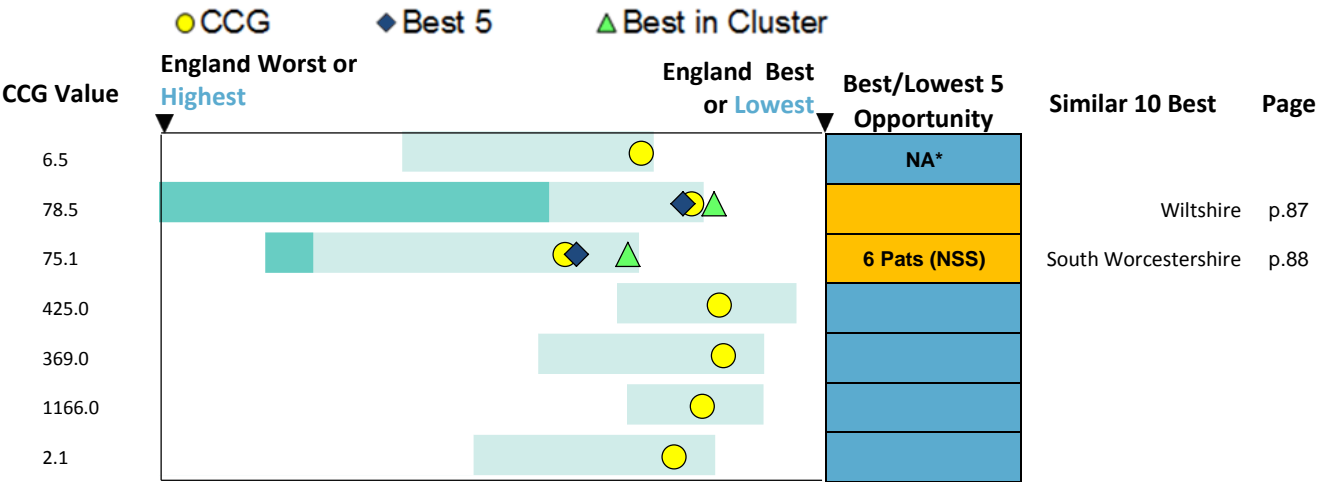 CCG Best 5 Best in Cluster
CCG Value
England Worst or
Highest
England Best
or Lowest
Best/Lowest 5
Opportunity
Similar 10 Best
Page
6.5 NA*
78.5 Wiltshire p.87
75.1 6 Pats (NSS) South Worcestershire p.88
425.0
369.0
1166.0
2.1